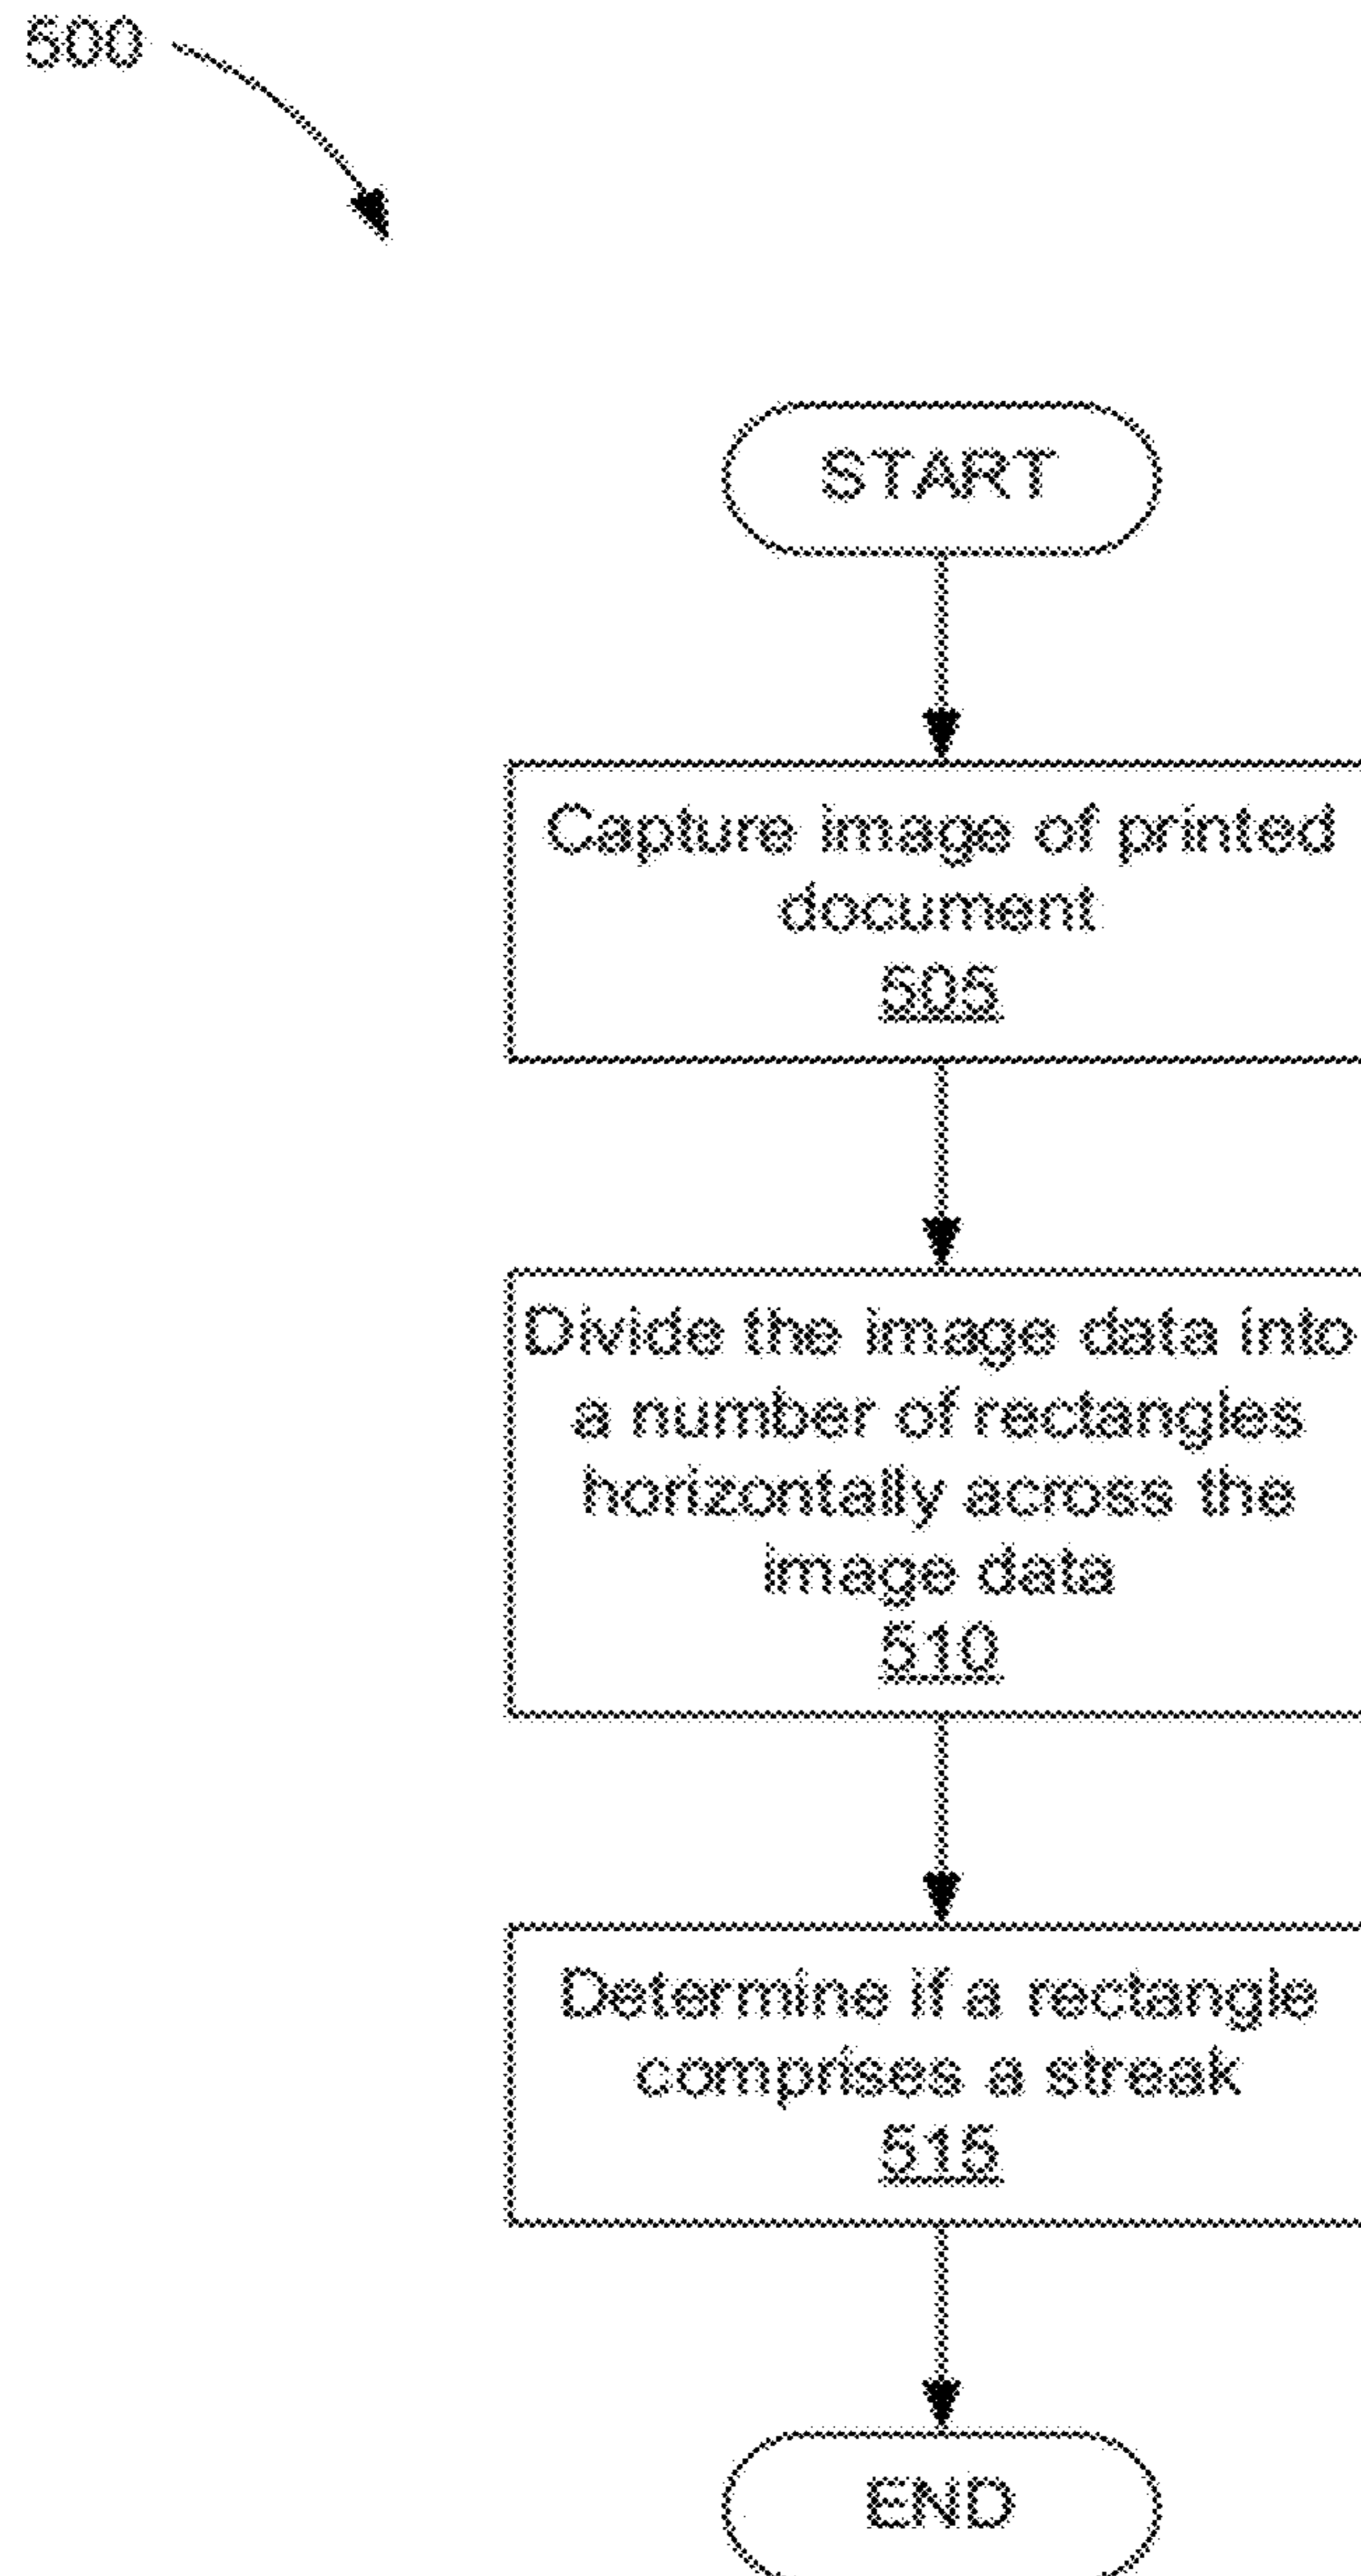 500
START
Capture image of printed
document
505
Divide the image data into
a number of rectangles
horizontally across the
image data
510
Determine if a rectangle
comprises a streak
515
END